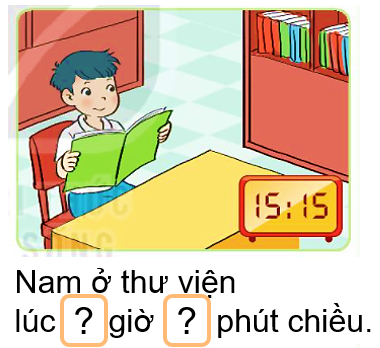 15:15
Nam ở thư viện
lúc ? giờ ? phút chiều.